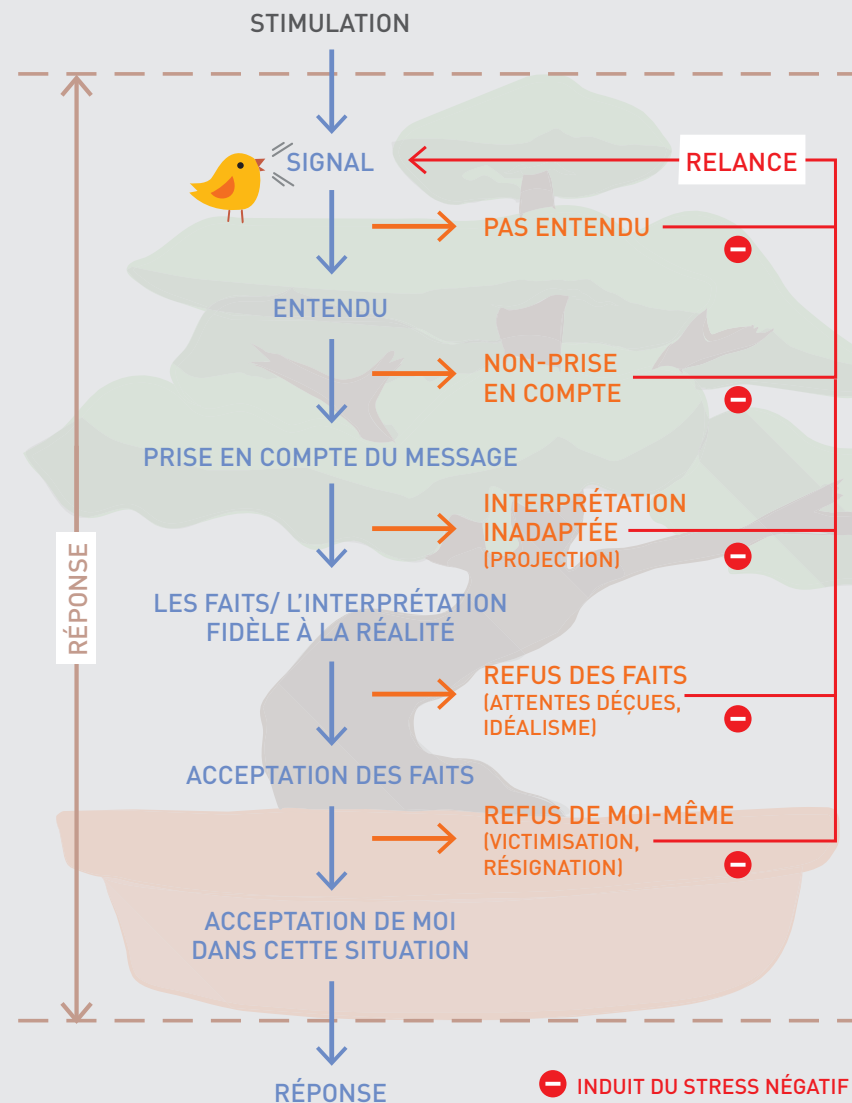 STIMULATION
SIGNAL
RELANCE
PAS ENTENDU
ENTENDU
NON-PRISE
EN COMPTE
PRISE EN COMPTE DU MESSAGE
INTERPRÉTATION
INADAPTÉE
(PROJECTION)
RÉPONSE
LES FAITS/ L'INTERPRÉTATION
FIDÈLE À LA RÉALITÉ
REFUS DES FAITS
(ATTENTES DÉÇUES,
IDÉALISME)
ACCEPTATION DES FAITS
REFUS DE MOI-MÊME
(VICTIMISATION,
RÉSIGNATION)
ACCEPTATION DE MOI
DANS CETTE SITUATION
RÉPONSE
INDUIT DU STRESS NÉGATIF